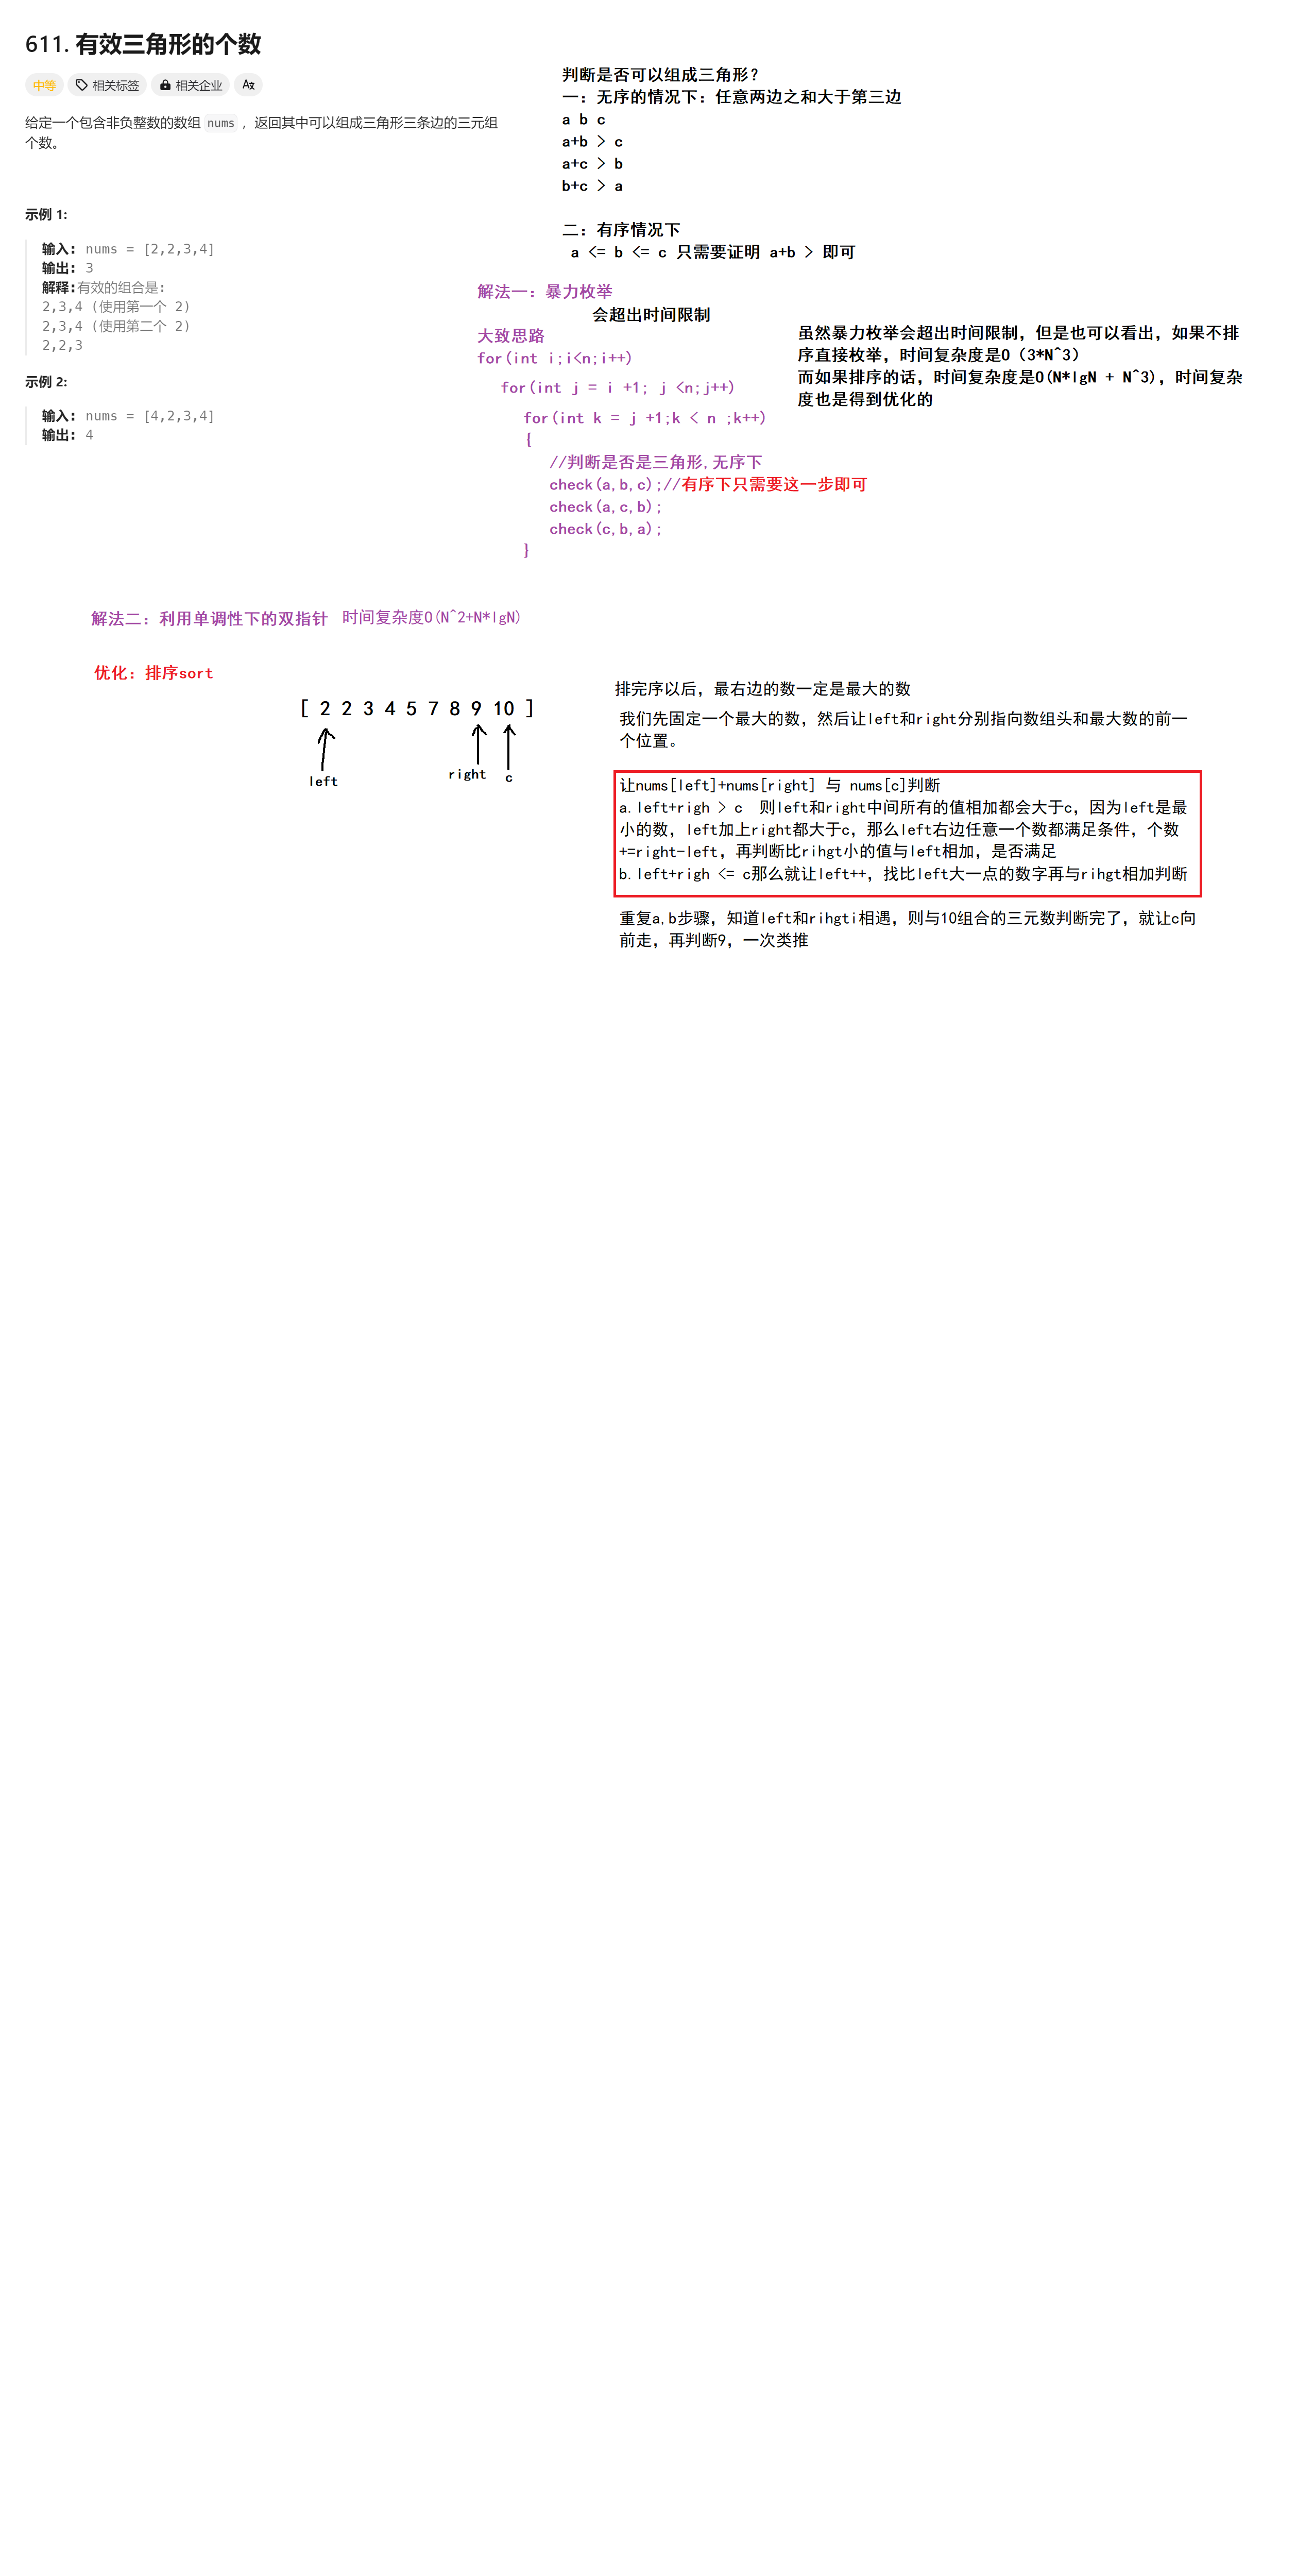 611. 有效三角形的个数
中等 相关标签 相关企业
给定一个包含非负整数的数组 nums ，返回其中可以组成三角形三条边的三元组
个数。
示例 1:
输入: nums = [2,2,3,4]
输出: 3
解释:有效的组合是:
2,3,4 (使用第一个 2)
2,3,4 (使用第二个 2)
2,2,3
示例 2:
输入: nums = [4,2,3,4]
输出: 4
判断是否可以组成三角形？
一：无序的情况下：任意两边之和大于第三边
a b c
a+b > c
a+c > b
b+c > a
二：有序情况下
a <= b <= c 只需要证明 a+b > 即可
解法一：暴力枚举
会超出时间限制
大致思路
for(int i;i<n;i++)
for(int j = i +1; j <n;j++)
for(int k = j +1;k < n ;k++)
{
//判断是否是三角形,无序下
check(a,b,c);//有序下只需要这一步即可
check(a,c,b);
check(c,b,a);
}
虽然暴力枚举会超出时间限制，但是也可以看出，如果不排
序直接枚举，时间复杂度是O（3*N^3）
而如果排序的话，时间复杂度是O(N*lgN + N^3)，时间复杂
度也是得到优化的
解法二：利用单调性下的双指针 时间复杂度O(N^2+N*lgN)
优化：排序sort
[ 2 2 3 4 5 7 8 9 10 ]
left
right
c
排完序以后，最右边的数一定是最大的数
我们先固定一个最大的数，然后让left和right分别指向数组头和最大数的前一
个位置。
让nums[left]+nums[right] 与 nums[c]判断
a.left+righ > c 则left和right中间所有的值相加都会大于c，因为left是最
小的数，left加上right都大于c，那么left右边任意一个数都满足条件，个数
+=right-left，再判断比rihgt小的值与left相加，是否满足
b.left+righ <= c那么就让left++，找比left大一点的数字再与rihgt相加判断
重复a,b步骤，知道left和rihgti相遇，则与10组合的三元数判断完了，就让c向
前走，再判断9，一次类推